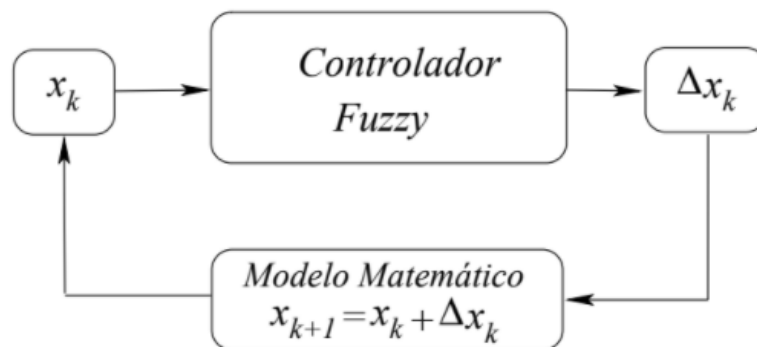 x_k
Controlador
Fuzzy
Δx_k
Modelo Matemático
x_{k+1}=x_k+Δx_k